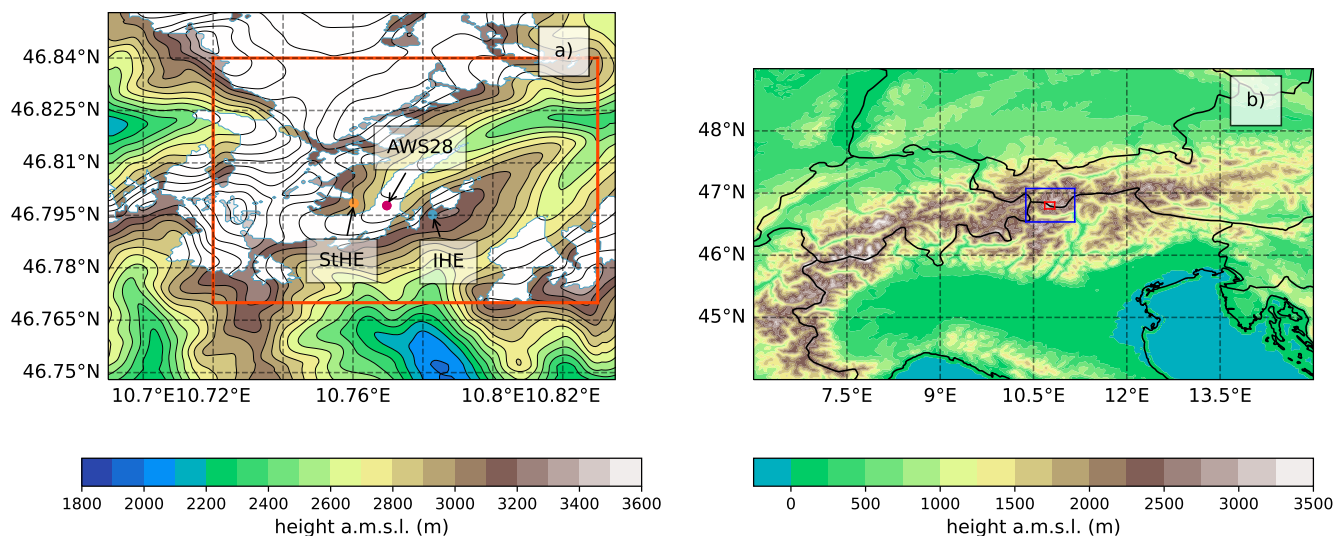 a)
46.84°N
46.825°N
46.81°N
46.795°N
46.78°N
46.765°N
46.75°N
AWS28
StHE
IHE
10.7°E
10.72°E
10.76°E
10.8°E
10.82°E
1800 2000 2200 2400 2600 2800 3000 3200 3400 3600
height a.m.s.l. (m)
b)
48°N
47°N
46°N
45°N
7.5°E 9°E 10.5°E 12°E 13.5°E
0 500 1000 1500 2000 2500 3000 3500
height a.m.s.l. (m)